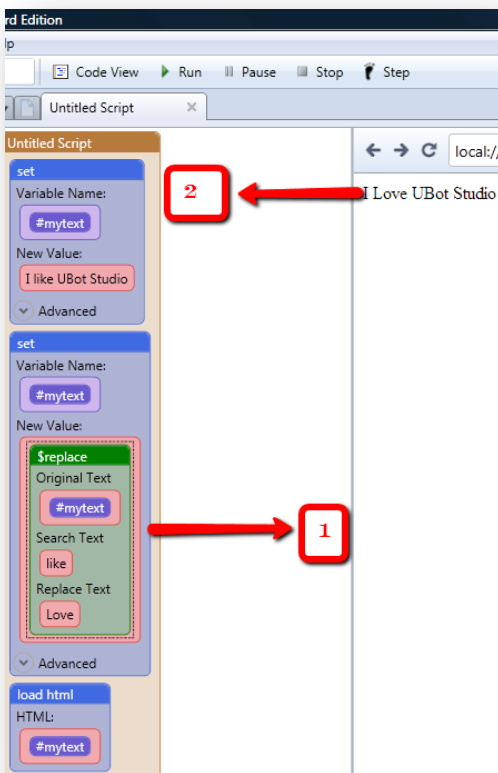 rd Edition
lp
Code View Run Pause Stop Step
Untitled Script
Untitled Script
local://
set
Variable Name:
#mytext
New Value:
I like UBot Studio
Advanced
2
I Love UBot Studio
set
Variable Name:
#mytext
New Value:
$replace
Original Text
#mytext
Search Text
like
Replace Text
Love
1
Advanced
load html
HTML:
#mytext